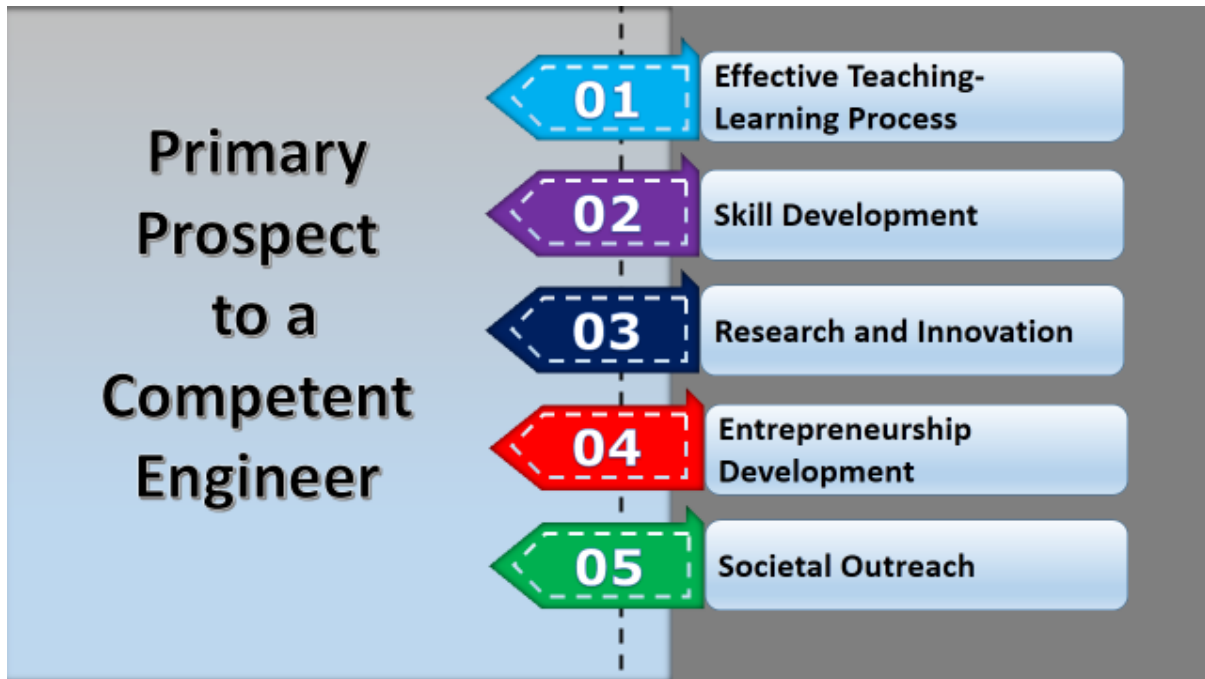 Primary
Prospect
to a
Competent
Engineer
01
Effective Teaching-
Learning Process
02
Skill Development
03
Research and Innovation
04
Entrepreneurship
Development
05
Societal Outreach